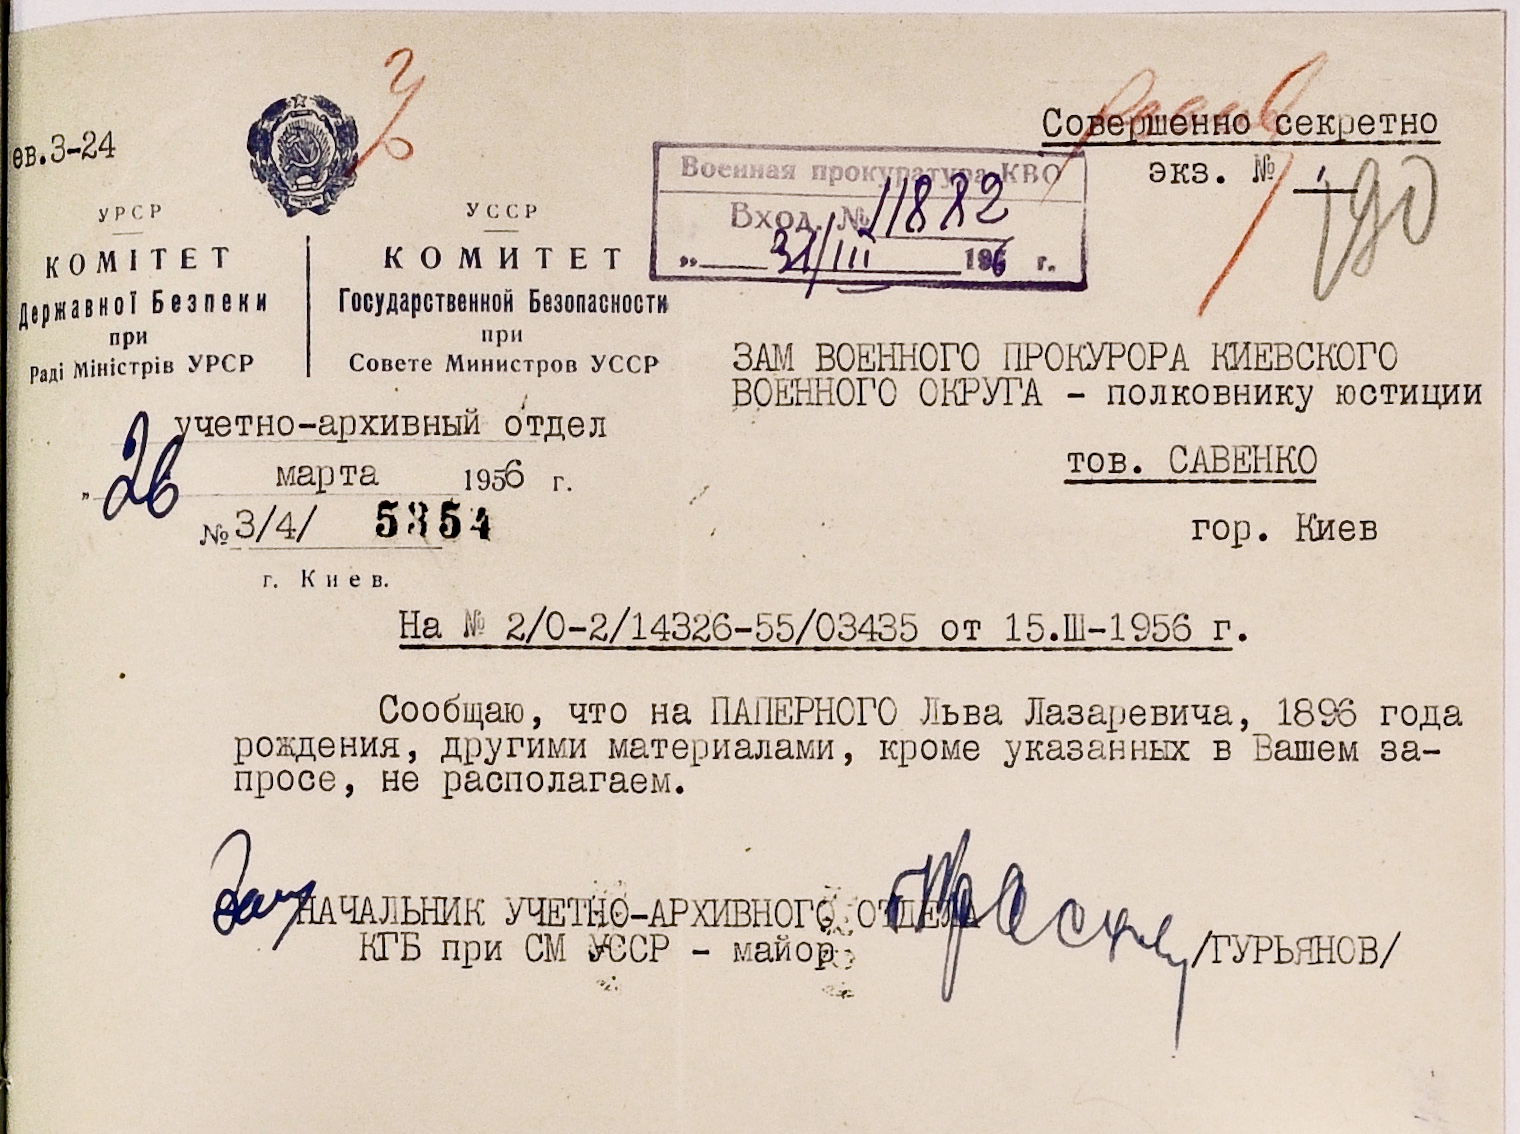 ев.3-24
Совершенно секретно
экз. №
190
Военная прокуратура КВО
Вход. № 11882
„ 31/III 1956 г.
УРСР
КОМІТЕТ
Державної Безпеки
при
Раді Міністрів УРСР
УССР
КОМИТЕТ
Государственной Безопасности
при
Совете Министров УССР
учетно-архивный отдел
„26 марта 1956 г.
№ 3/4/ 5354
г. Киев.
ЗАМ ВОЕННОГО ПРОКУРОРА КИЕВСКОГО
ВОЕННОГО ОКРУГА - полковнику юстиции
тов. САВЕНКО
гор. Киев
На № 2/0-2/14326-55/03435 от 15.Ш-1956 г.
Сообщаю, что на ПАПЕРНОГО Льва Лазаревича, 1896 года
рождения, другими материалами, кроме указанных в Вашем за-
просе, не располагаем.
Зам НАЧАЛЬНИК УЧЕТНО-АРХИВНОГО ОТДЕЛА
КГБ при СМ УССР - майор /ГУРЬЯНОВ/